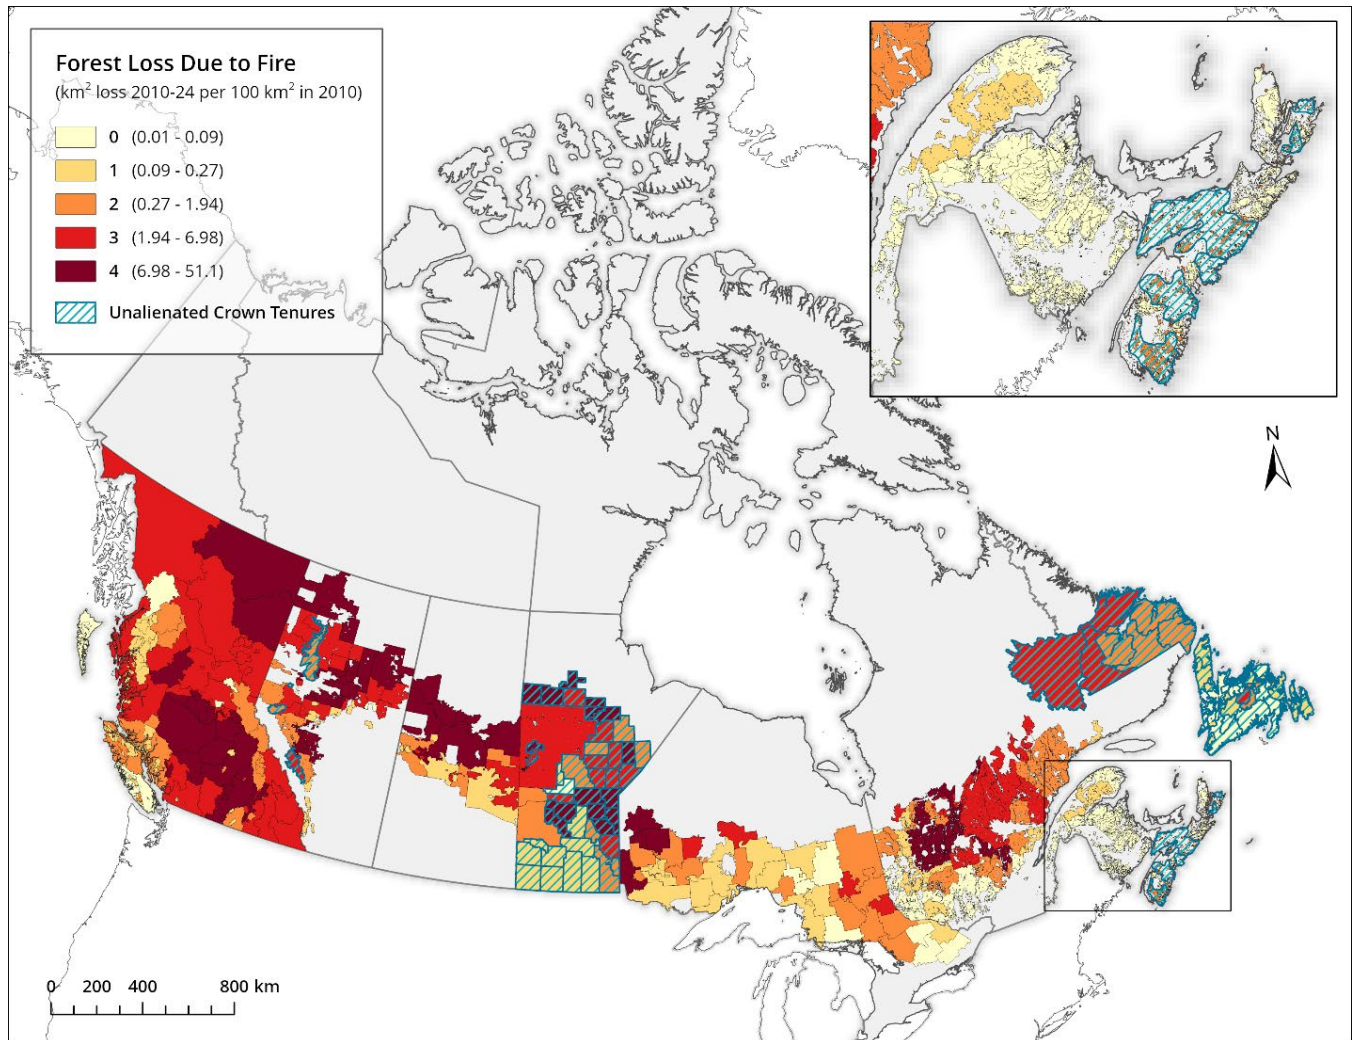 Forest Loss Due to Fire
(km² loss 2010-24 per 100 km² in 2010)
0 (0.01 - 0.09)
1 (0.09 - 0.27)
2 (0.27 - 1.94)
3 (1.94 - 6.98)
4 (6.98 - 51.1)
Unalienated Crown Tenures
N
0 200 400 800 km